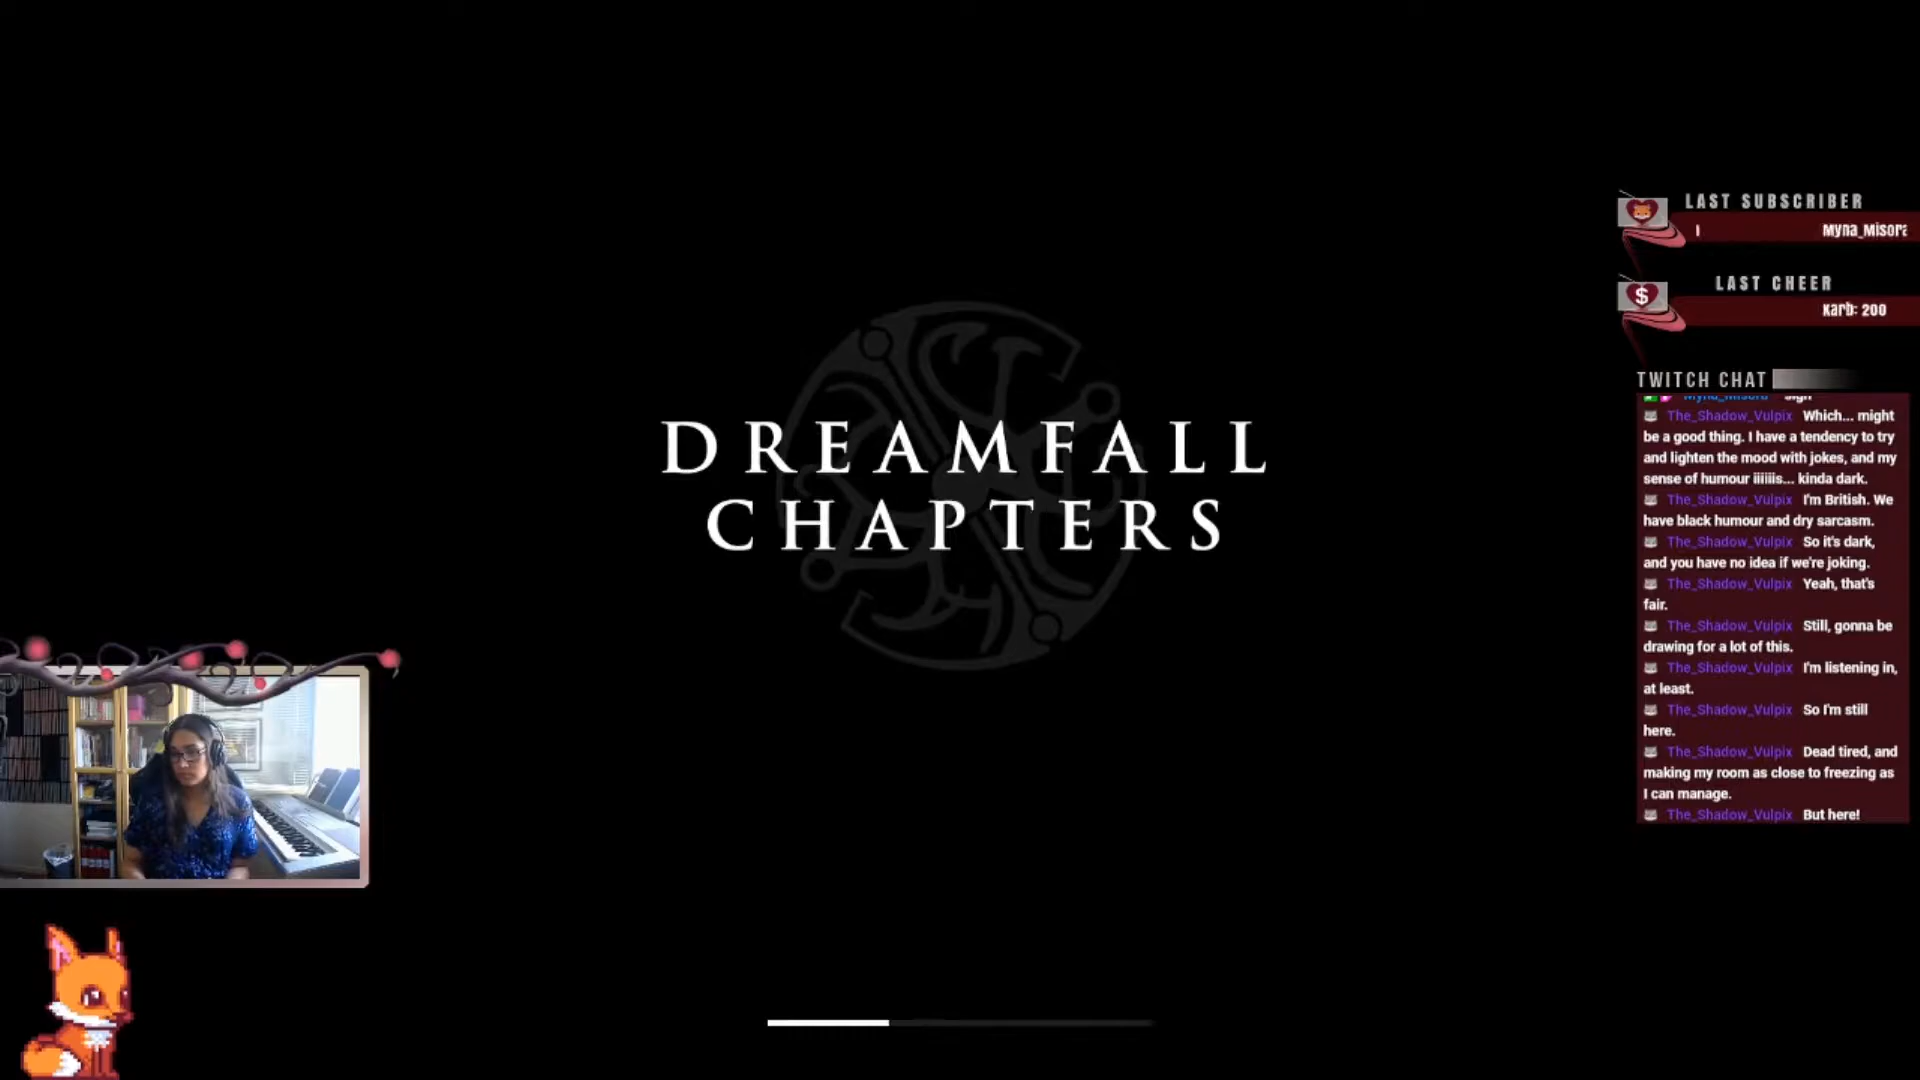 DREAMFALL
CHAPTERS
LAST SUBSCRIBER
Myna_Misora
LAST CHEER
$
Karb: 200
TWITCH CHAT
Myna_Misora sigh
The_Shadow_Vulpix Which... might
be a good thing. I have a tendency to try
and lighten the mood with jokes, and my
sense of humour iiiiiis... kinda dark.
The_Shadow_Vulpix I'm British. We
have black humour and dry sarcasm.
The_Shadow_Vulpix So it's dark,
and you have no idea if we're joking.
The_Shadow_Vulpix Yeah, that's
fair.
The_Shadow_Vulpix Still, gonna be
drawing for a lot of this.
The_Shadow_Vulpix I'm listening in,
at least.
The_Shadow_Vulpix So I'm still
here.
The_Shadow_Vulpix Dead tired, and
making my room as close to freezing as
I can manage.
The_Shadow_Vulpix But here!